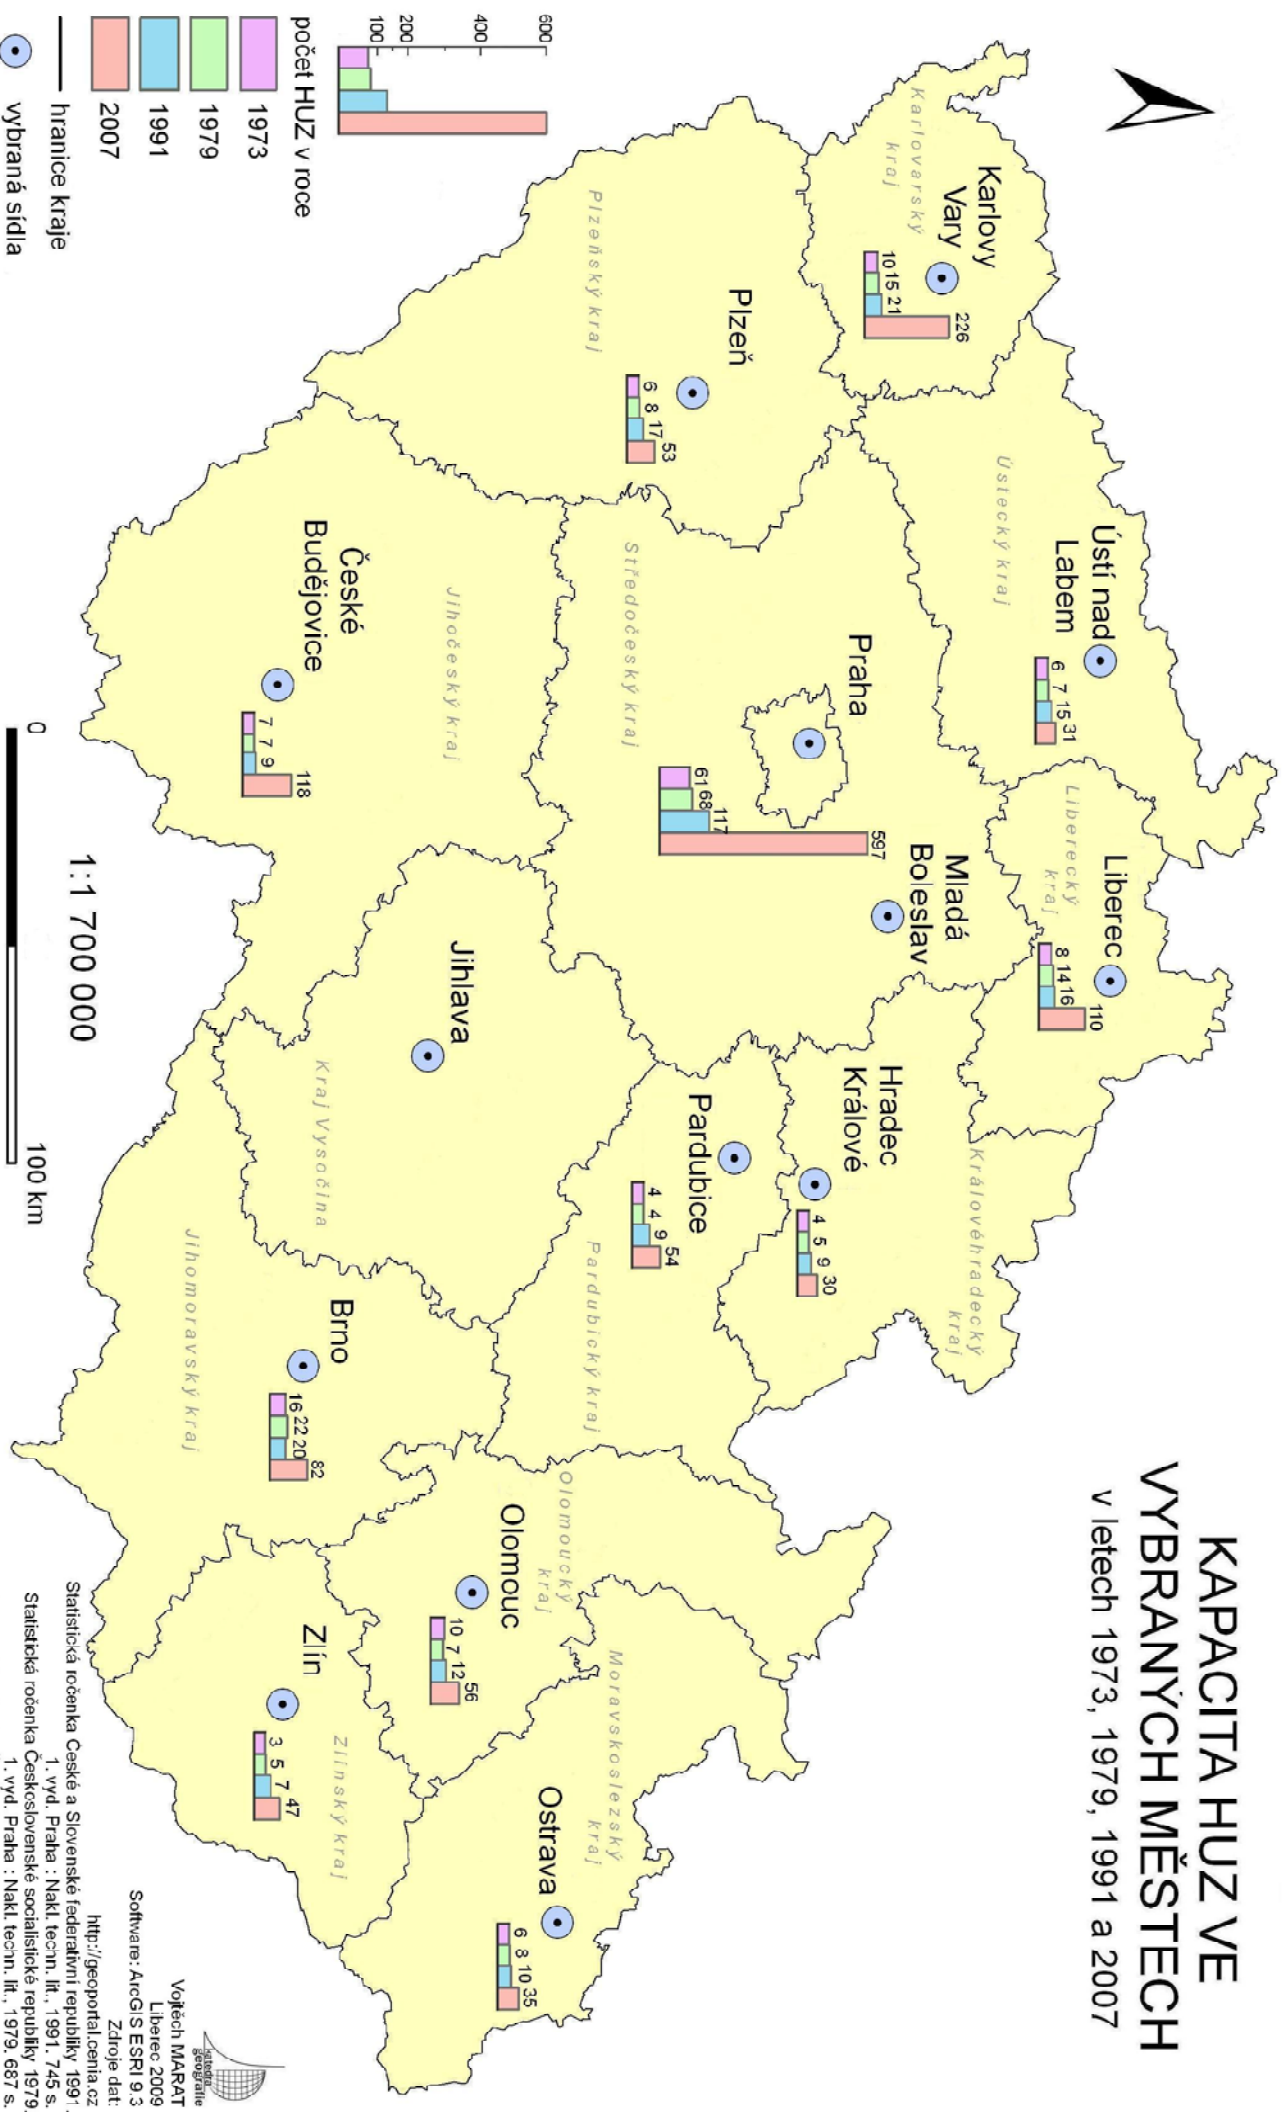 KAPACITA HUZ VE
VYBRANÝCH MĚSTECH
v letech 1973, 1979, 1991 a 2007
Karlovy
Vary
Karlovarský
kraj
10 15 21 226
Ústí nad
Labem
Ústecký kraj
6 7 15 31
Liberec
Liberecký
kraj
8 14 16 110
Plzeň
Plzeňský kraj
6 8 17 53
Praha
Středočeský kraj
61 68 117 597
Mladá
Boleslav
Hradec
Králové
Královéhradecký
kraj
4 5 9 30
Pardubice
Pardubický kraj
4 4 9 54
České
Budějovice
Jihočeský kraj
7 7 9 118
Jihlava
Kraj Vysočina
Brno
Jihomoravský kraj
16 22 20 82
Olomouc
Olomoucký
kraj
10 7 12 56
Zlín
Zlínský kraj
3 5 7 47
Ostrava
Moravskoslezský
kraj
6 8 10 35
600
400
200
100
počet HUZ v roce
1973
1979
1991
2007
hranice kraje
vybraná sídla
1:1 700 000
0 100 km
katedra
geografie
Vojtěch MARAT
Liberec 2009
Software: ArcGIS ESRI 9.3
Zdroje dat:
http://geoportal.cenia.cz
Statistická ročenka České a Slovenské federativní republiky 1991.
1. vyd. Praha : Nakl. techn. lit., 1991. 745 s.
Statistická ročenka Československé socialistické republiky 1979.
1. vyd. Praha : Nakl. techn. lit., 1979. 687 s.